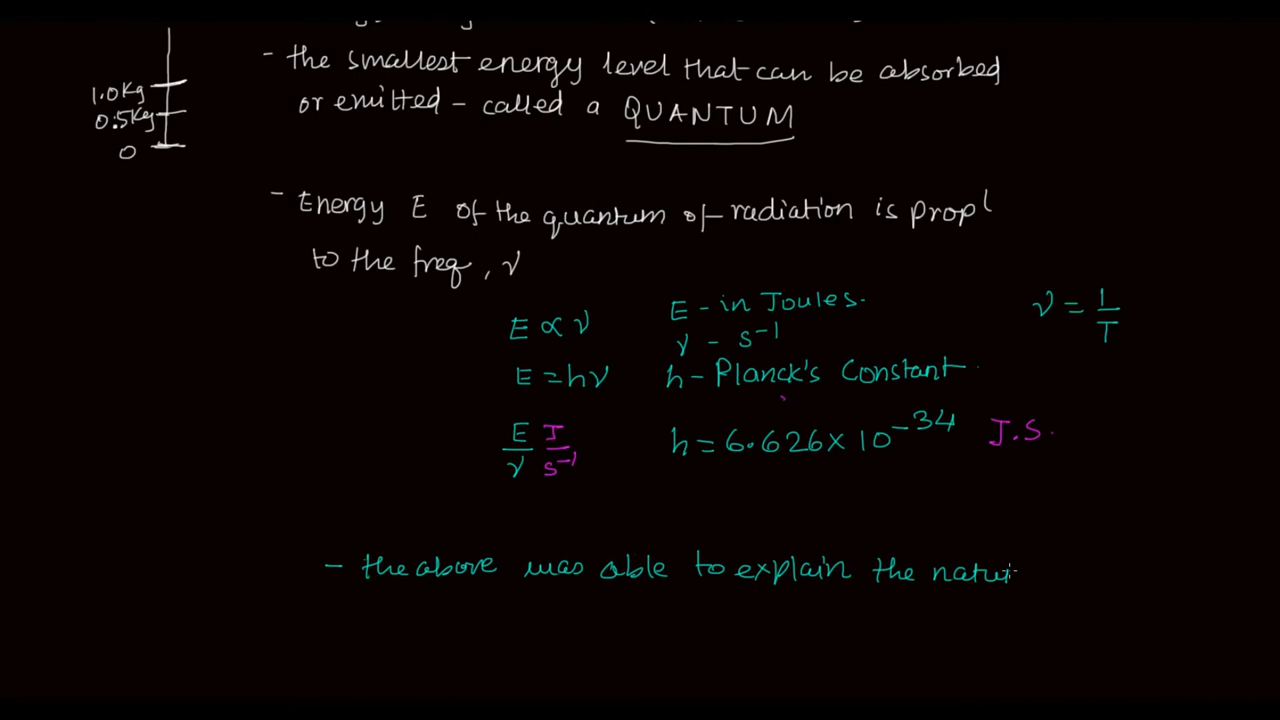 - the smallest energy level that can be absorbed
or emitted - called a QUANTUM
1.0Kg
0.5Kg
0
- Energy E of the quantum of radiation is propl
to the freq, ν
E ∝ ν
E - in Joules.
ν - s⁻¹
ν = 1/T
E = hν
h - Planck's Constant
E/ν J/s⁻¹
h = 6.626 x 10⁻³⁴ J.S.
- the above was able to explain the natur